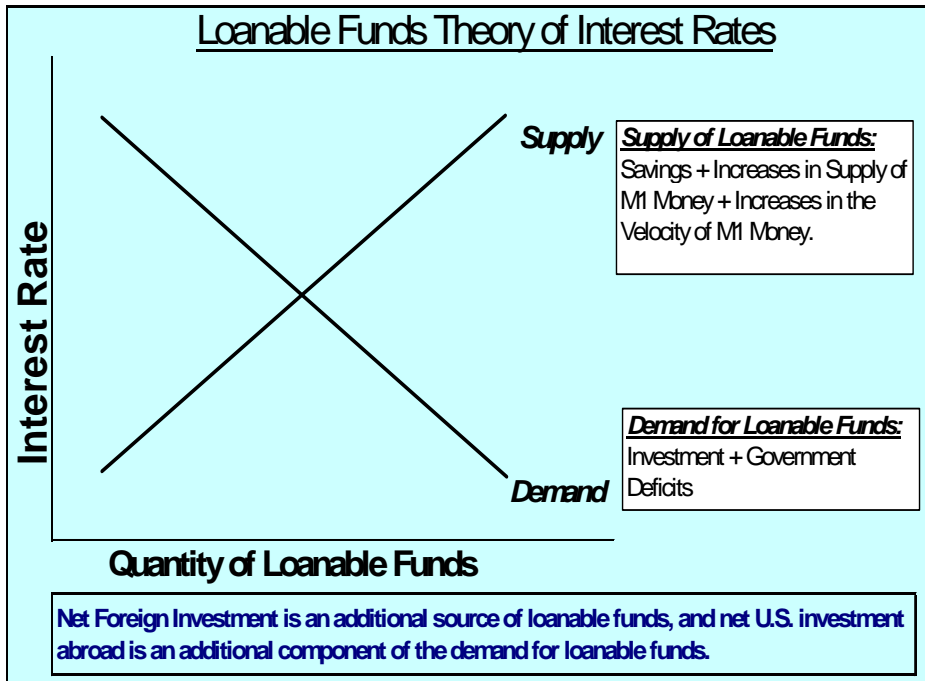 Loanable Funds Theory of Interest Rates
Interest Rate
Supply
Supply of Loanable Funds:
Savings + Increases in Supply of
M1 Money + Increases in the
Velocity of M1 Money.
Demand
Demand for Loanable Funds:
Investment + Government
Deficits
Quantity of Loanable Funds
Net Foreign Investment is an additional source of loanable funds, and net U.S. investment
abroad is an additional component of the demand for loanable funds.